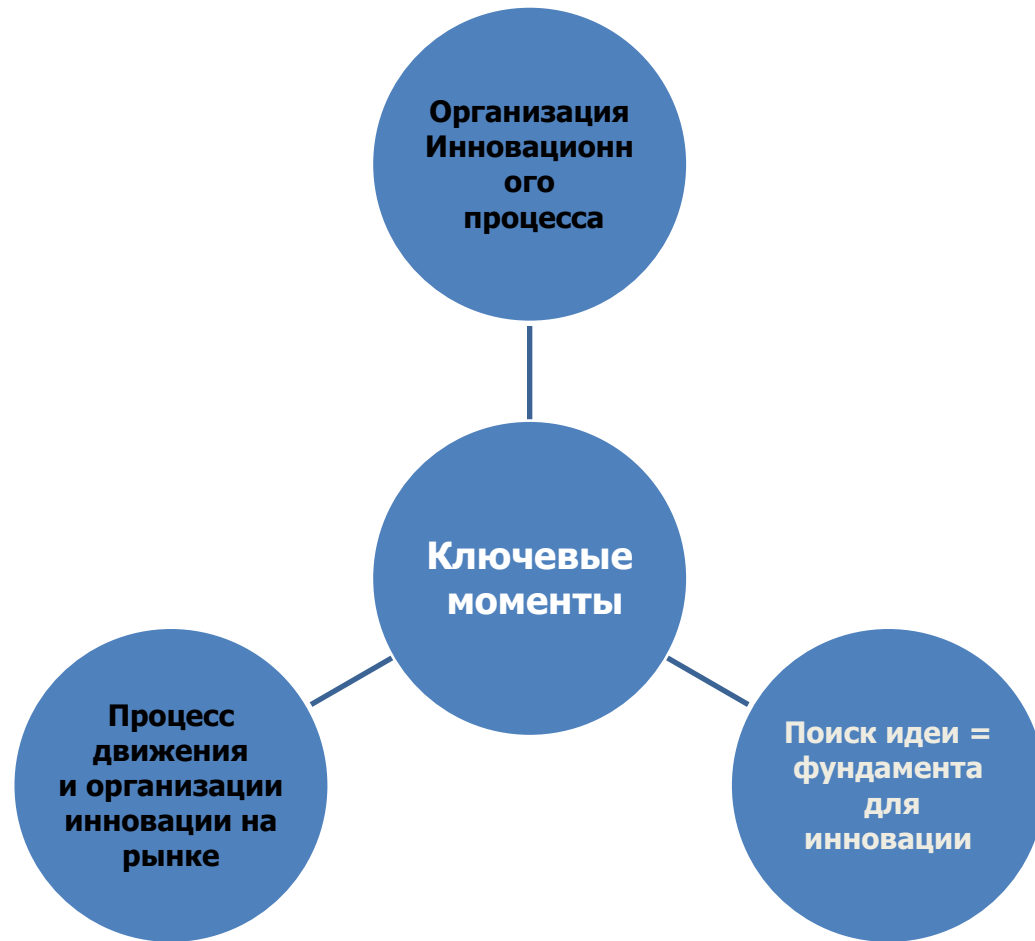 Организация
Инновационн
ого
процесса
Ключевые
моменты
Процесс
движения
и организации
инновации на
рынке
Поиск идеи =
фундамента
для
инновации